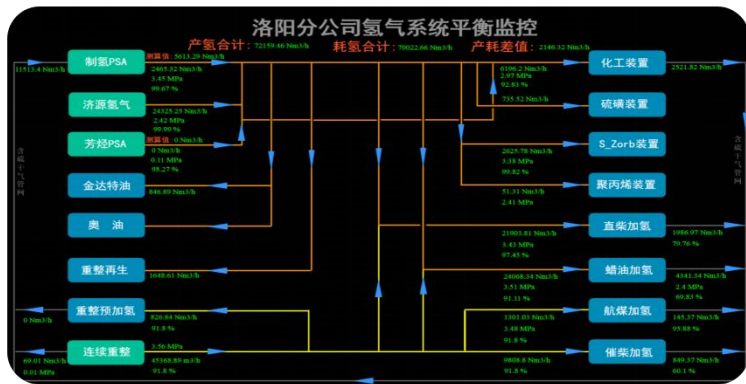 洛阳分公司氢气系统平衡监控
产氢合计: 72159.46 Nm3/h 耗氢合计: 70022.66 Nm3/h 产耗差值: 2146.32 Nm3/h
制氢PSA
测算值: 5613.29 Nm3/h
11513.4 Nm3/h
2465.32 Nm3/h
3.45 MPa
99.67 %
6196.2 Nm3/h
2.97 MPa
92.83 %
化工装置
2521.82 Nm3/h
济源氢气
24325.25 Nm3/h
2.42 MPa
99.99 %
735.52 Nm3/h
硫磺装置
芳烃PSA
测算值: 0 Nm3/h
0 Nm3/h
0.11 MPa
98.27 %
2625.78 Nm3/h
3.38 MPa
99.82 %
S_Zorb装置
含硫干气管网
含硫干气管网
金达特油
846.89 Nm3/h
51.31 Nm3/h
2.41 MPa
聚丙烯装置
奥 油
21903.81 Nm3/h
3.43 MPa
97.45 %
直柴加氢
1986.97 Nm3/h
79.76 %
重整再生
1648.61 Nm3/h
24068.34 Nm3/h
3.51 MPa
91.11 %
蜡油加氢
4341.34 Nm3/h
2.4 MPa
69.83 %
重整预加氢
0 Nm3/h
826.84 Nm3/h
91.8 %
1301.03 Nm3/h
3.48 MPa
91.8 %
航煤加氢
145.37 Nm3/h
95.88 %
连续重整
69.01 Nm3/h
0.01 MPa
3.56 MPa
45368.89 m3/h
91.8 %
9808.8 Nm3/h
91.8 %
催柴加氢
849.37 Nm3/h
60.1 %